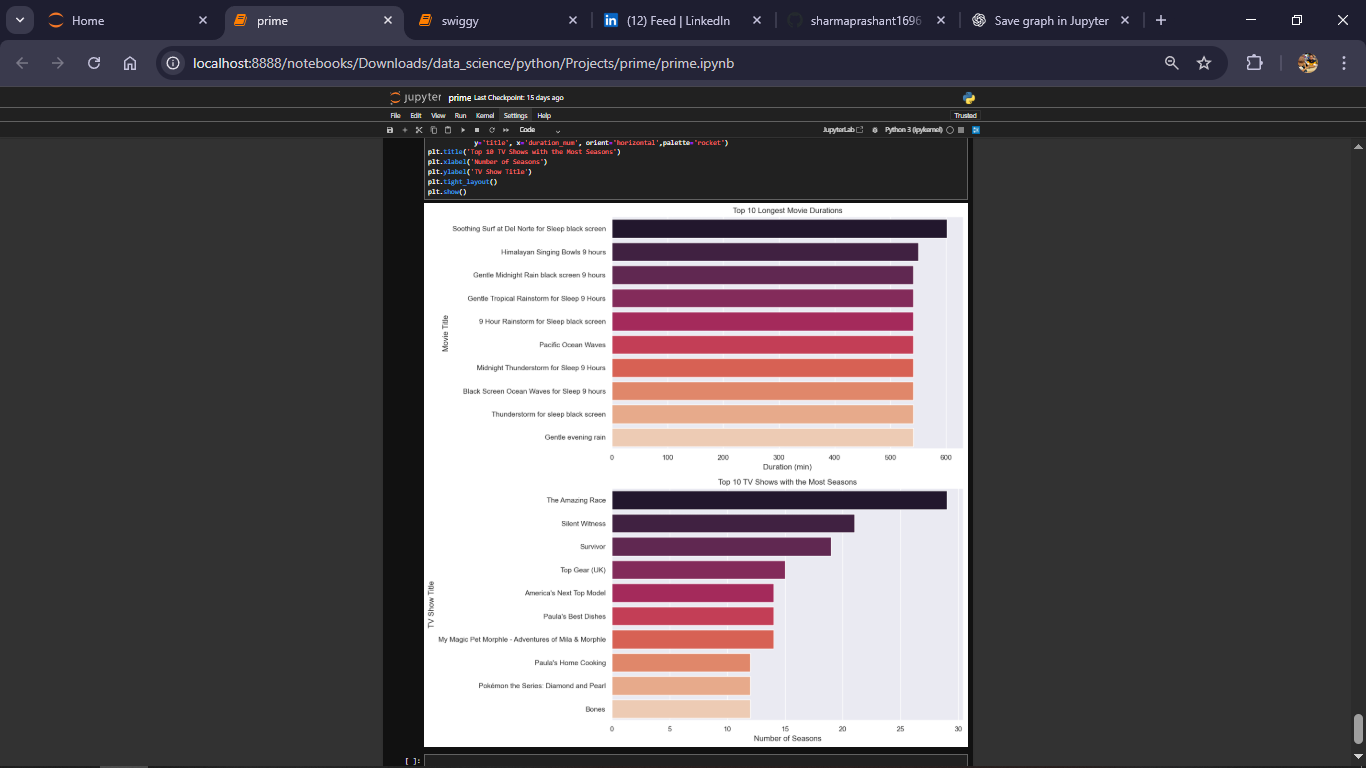 Home
prime
swiggy
(12) Feed | LinkedIn
sharmaprashant1696
Save graph in Jupyter
localhost:8888/notebooks/Downloads/data_science/python/Projects/prime/prime.ipynb
jupyter prime Last Checkpoint: 15 days ago
File Edit View Run Kernel Settings Help Trusted
Code JupyterLab Python 3 (ipykernel)
y='title', x='duration_num', orient='horizontal',palette='rocket')
plt.title('Top 10 TV Shows with the Most Seasons')
plt.xlabel('Number of Seasons')
plt.ylabel('TV Show Title')
plt.tight_layout()
plt.show()
Top 10 Longest Movie Durations
Movie Title
Soothing Surf at Del Norte for Sleep black screen
Himalayan Singing Bowls 9 hours
Gentle Midnight Rain black screen 9 hours
Gentle Tropical Rainstorm for Sleep 9 Hours
9 Hour Rainstorm for Sleep black screen
Pacific Ocean Waves
Midnight Thunderstorm for Sleep 9 Hours
Black Screen Ocean Waves for Sleep 9 hours
Thunderstorm for sleep black screen
Gentle evening rain
0 100 200 300 400 500 600
Duration (min)
Top 10 TV Shows with the Most Seasons
TV Show Title
The Amazing Race
Silent Witness
Survivor
Top Gear (UK)
America's Next Top Model
Paula's Best Dishes
My Magic Pet Morphle - Adventures of Mila & Morphle
Paula's Home Cooking
Pokémon the Series: Diamond and Pearl
Bones
0 5 10 15 20 25 30
Number of Seasons
[ ]: